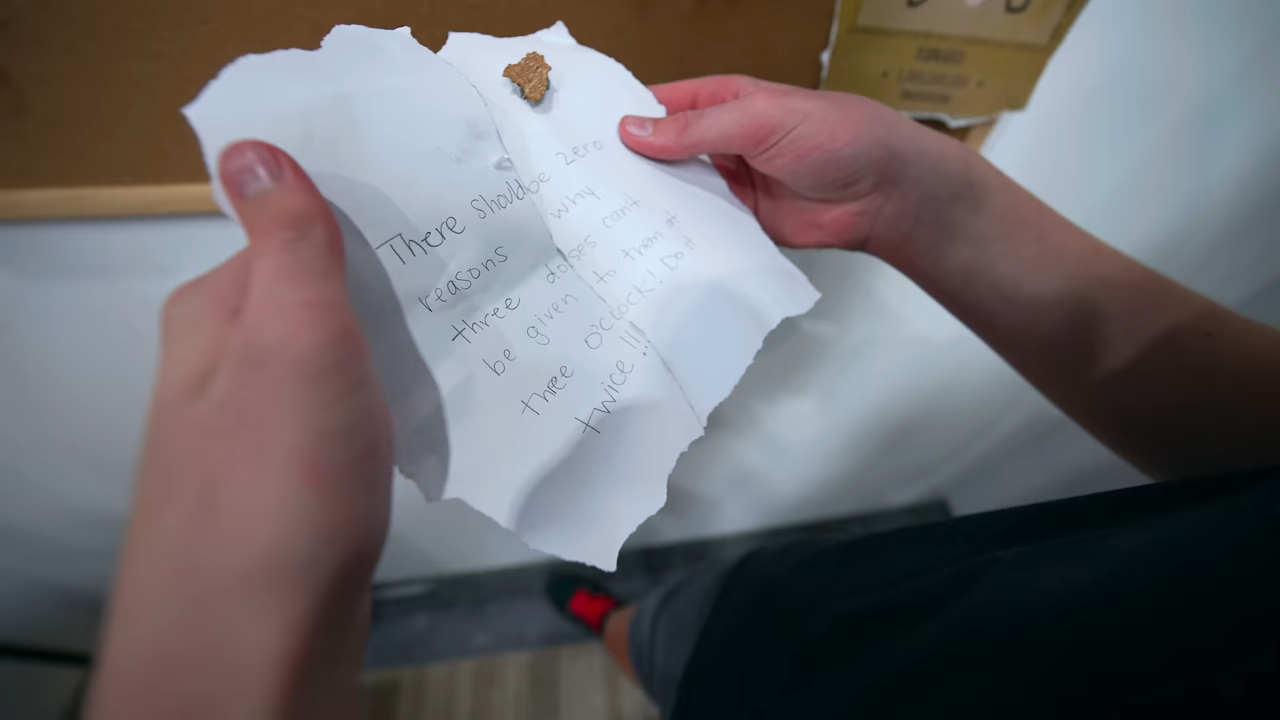 There should be zero
reasons why
three doses can't
be given to them at
three O'CLOCK! Do it
twice!!!